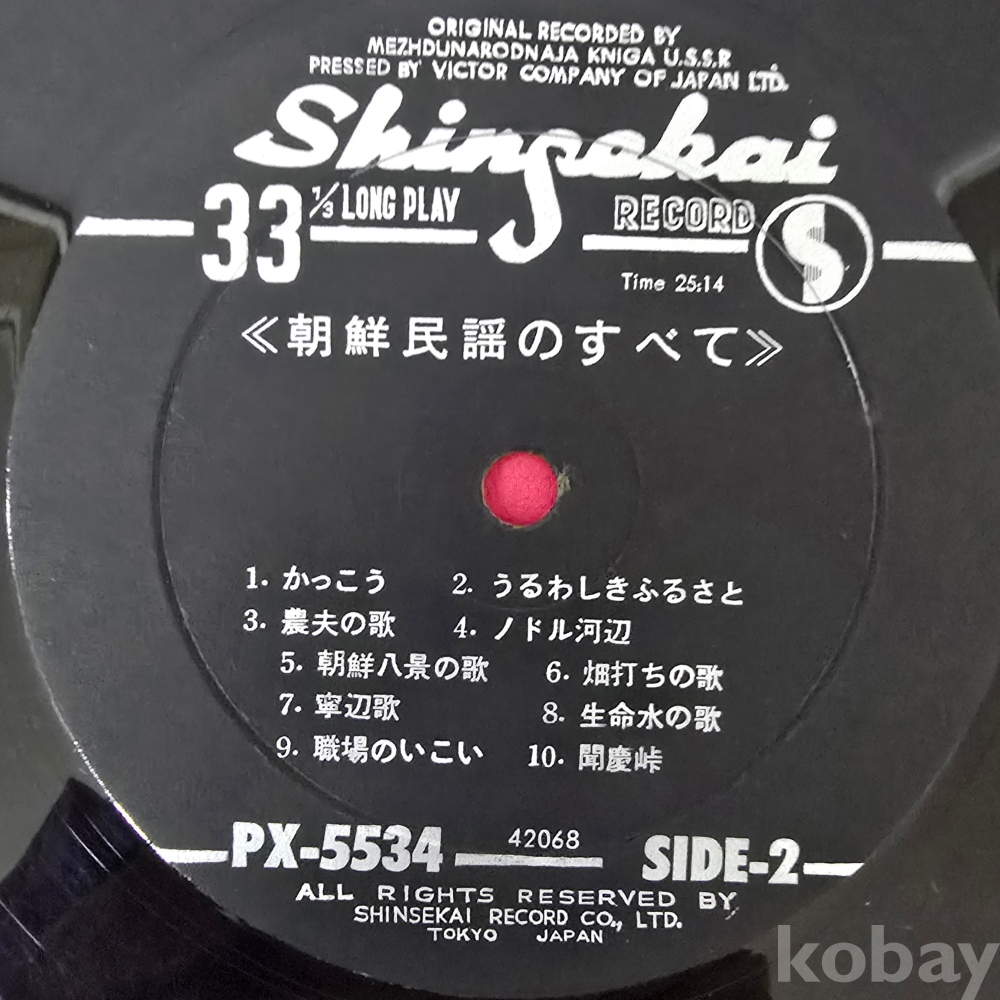 ORIGINAL RECORDED BY
MEZHDUNARODNAJA KNIGA U.S.S.R
PRESSED BY VICTOR COMPANY OF JAPAN LTD.
Shinsekai
33 1/3 LONG PLAY RECORD S
Time 25:14
≪朝鮮民謡のすべて≫
1. かっこう 2. うるわしきふるさと
3. 農夫の歌 4. ノドル河辺
5. 朝鮮八景の歌 6. 畑打ちの歌
7. 寧辺歌 8. 生命水の歌
9. 職場のいこい 10. 聞慶峠
PX-5534 42068 SIDE-2
ALL RIGHTS RESERVED BY
SHINSEKAI RECORD CO., LTD.
TOKYO JAPAN
kobay